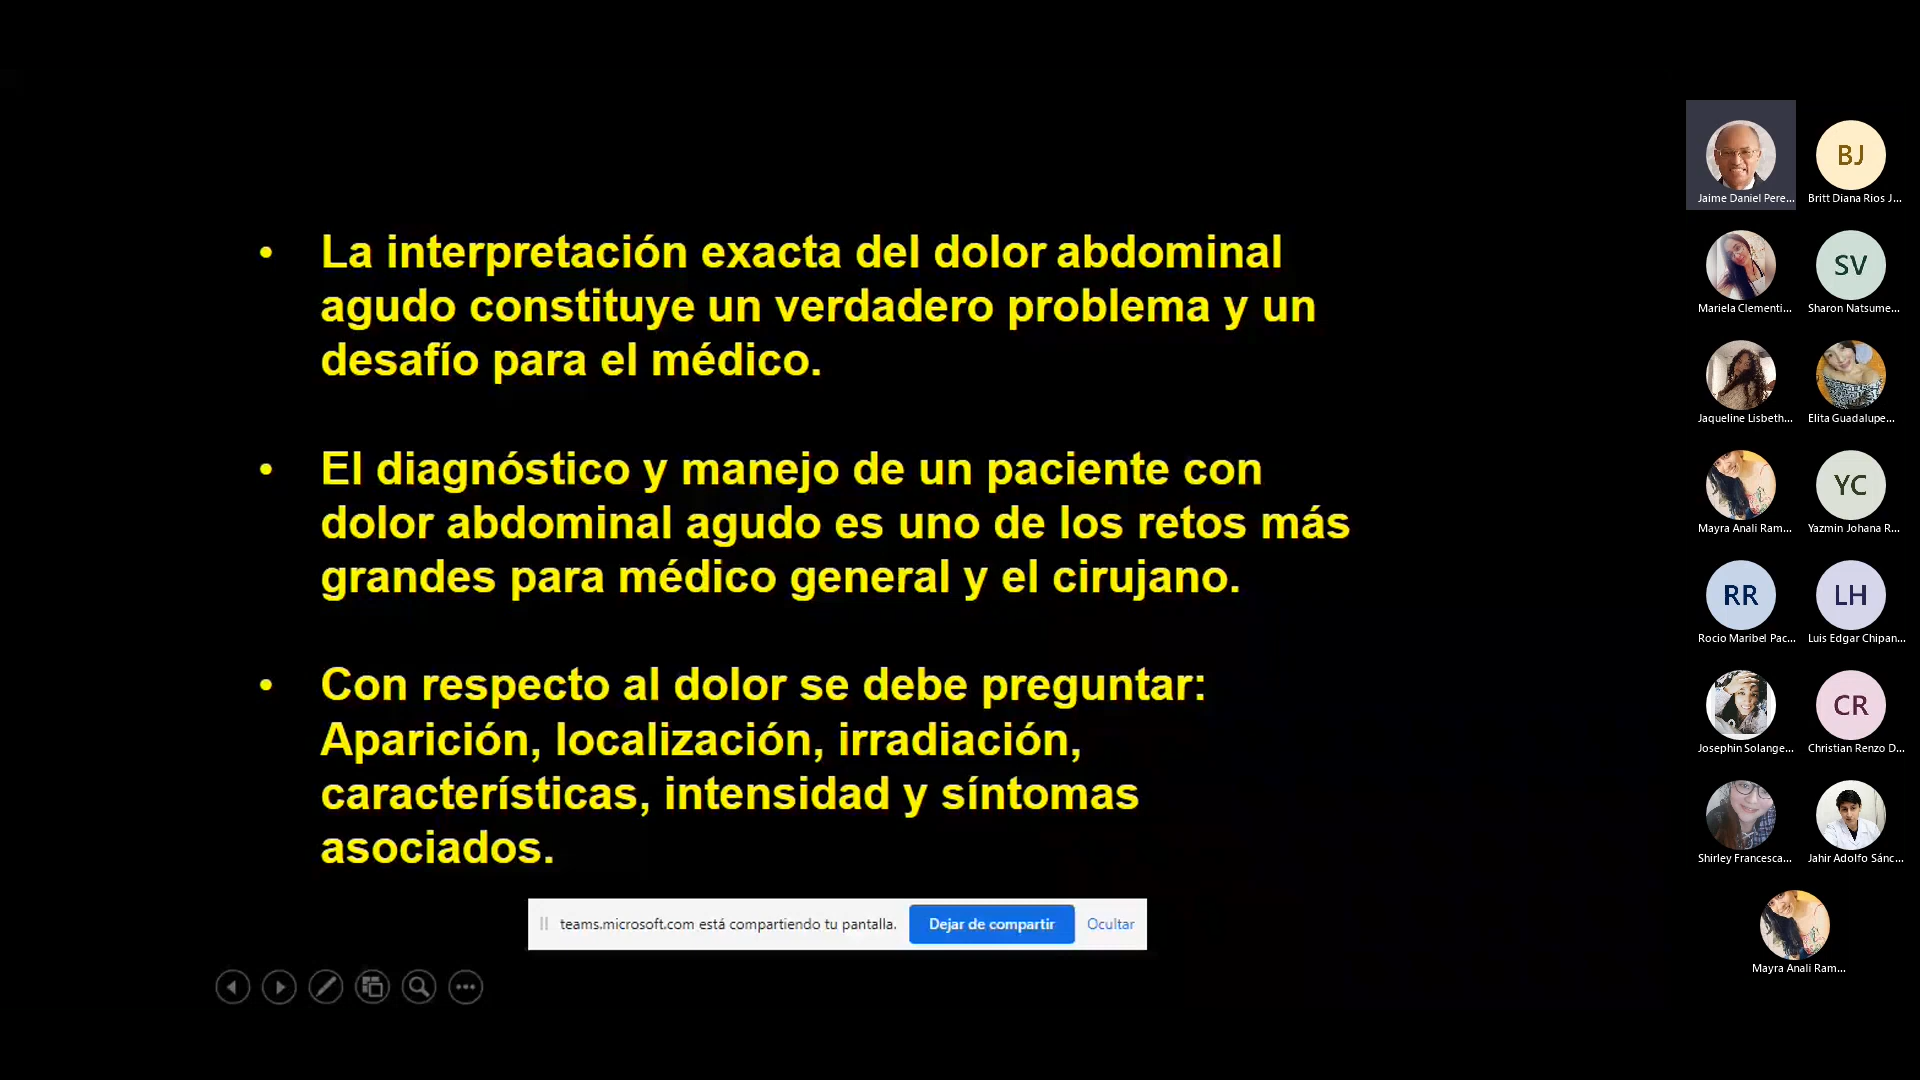 • La interpretación exacta del dolor abdominal
agudo constituye un verdadero problema y un
desafío para el médico.
• El diagnóstico y manejo de un paciente con
dolor abdominal agudo es uno de los retos más
grandes para médico general y el cirujano.
• Con respecto al dolor se debe preguntar:
Aparición, localización, irradiación,
características, intensidad y síntomas
asociados.
teams.microsoft.com está compartiendo tu pantalla.
Dejar de compartir
Ocultar
Jaime Daniel Pere...
BJ
Britt Diana Rios J...
Mariela Clementi...
SV
Sharon Natsume...
Jaqueline Lisbeth...
Elita Guadalupe...
Mayra Anali Ram...
YC
Yazmin Johana R...
RR
Rocio Maribel Pac...
LH
Luis Edgar Chipan...
Josephin Solange...
CR
Christian Renzo D...
Shirley Francesca...
Jahir Adolfo Sánc...
Mayra Anali Ram...